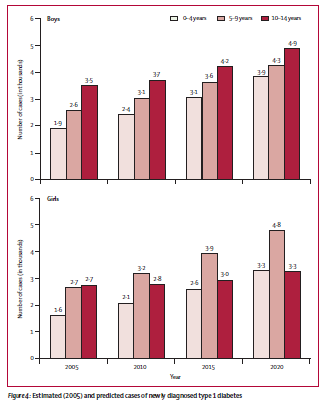 Boys
0–4 years 5–9 years 10–14 years
Number of cases (in thousands)
6
5
4
3
2
1
0
1·9 2·6 3·5
2·4 3·1 3·7
3·1 3·6 4·2
3·9 4·3 4·9
Girls
Number of cases (in thousands)
6
5
4
3
2
1
0
1·6 2·7 2·7
2·1 3·2 2·8
2·6 3·9 3·0
3·3 4·8 3·3
2005 2010 2015 2020
Year
Figure 4: Estimated (2005) and predicted cases of newly diagnosed type 1 diabetes